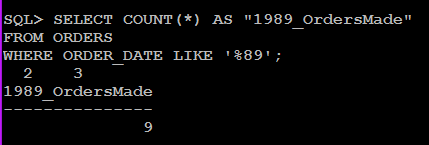 SQL> SELECT COUNT(*) AS "1989_OrdersMade"
FROM ORDERS
WHERE ORDER_DATE LIKE '%89';
  2    3
1989_OrdersMade
---------------
              9